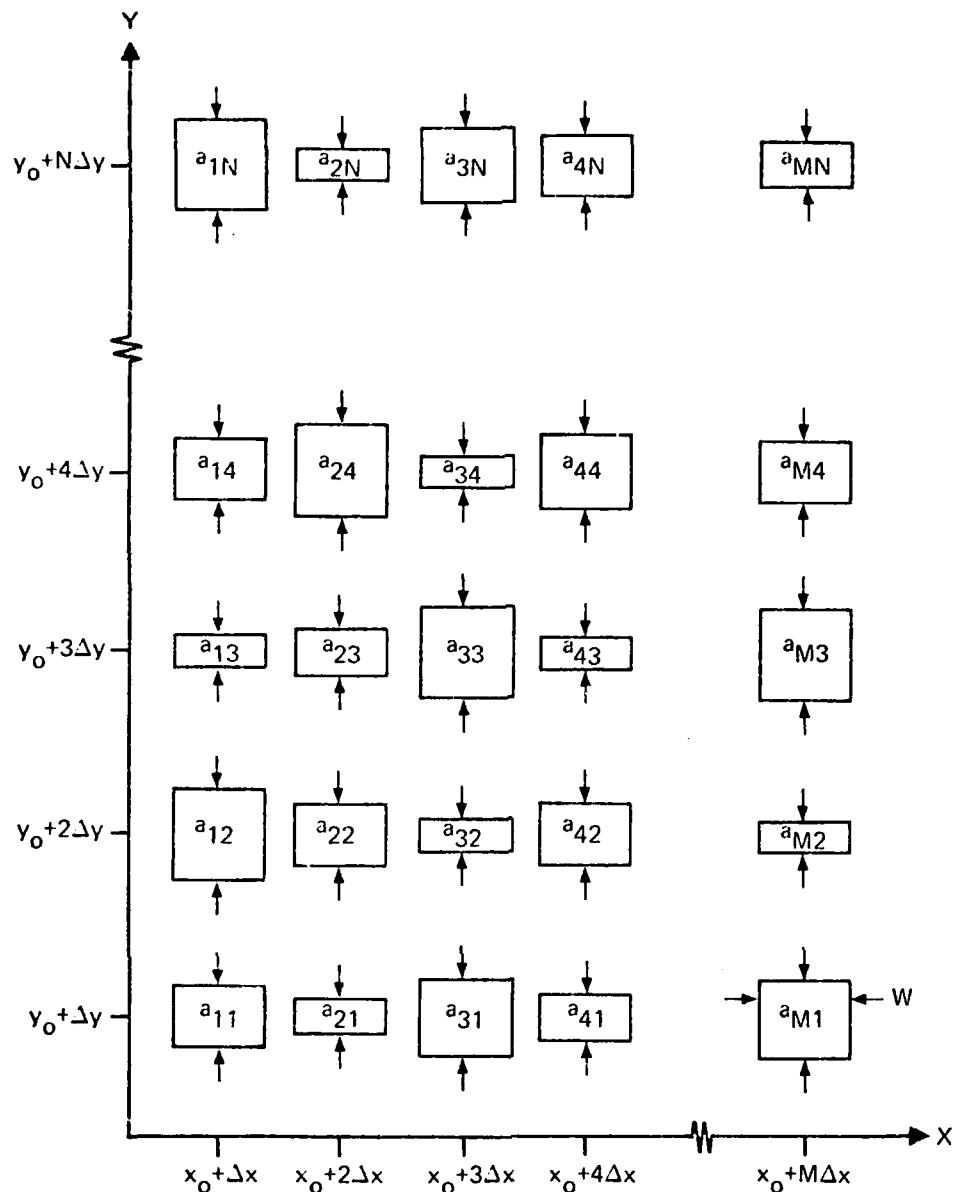 Y
y₀+NΔy
a₁N a₂N a₃N a₄N aMN
y₀+4Δy
a₁₄ a₂₄ a₃₄ a₄₄ aM4
y₀+3Δy
a₁₃ a₂₃ a₃₃ a₄₃ aM3
y₀+2Δy
a₁₂ a₂₂ a₃₂ a₄₂ aM2
y₀+Δy
a₁₁ a₂₁ a₃₁ a₄₁ aM1 W
X
x₀+Δx x₀+2Δx x₀+3Δx x₀+4Δx x₀+MΔx